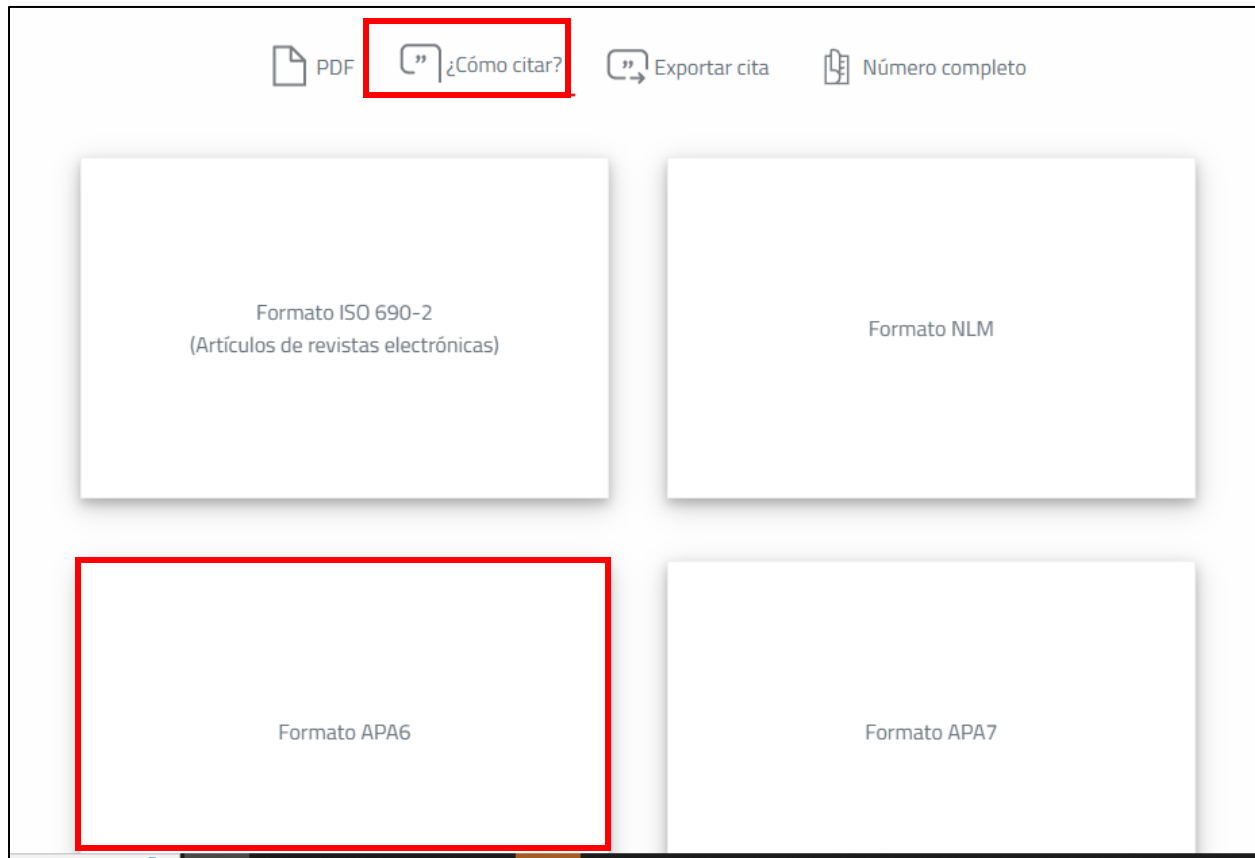 PDF
¿Cómo citar?
Exportar cita
Número completo
Formato ISO 690-2
(Artículos de revistas electrónicas)
Formato NLM
Formato APA6
Formato APA7